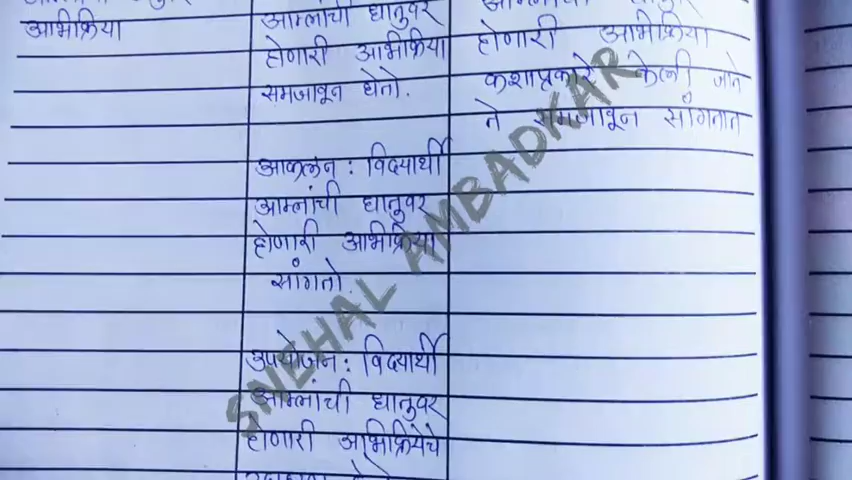 अभिक्रिया
आम्लांची धातुवर
होणारी अभिक्रिया
समजावून घेतो.
आकलन : विद्यार्थी
आम्लांची धातुवर
होणारी अभिक्रिया
सांगतो.
उपयोजन : विद्यार्थी
आम्लांची धातुवर
होणारी अभिक्रियेचे
होणारी अभिक्रिया
कशाप्रकारे केली जाते
ते समजावून सांगतात
SNEHAL AMBADKAR